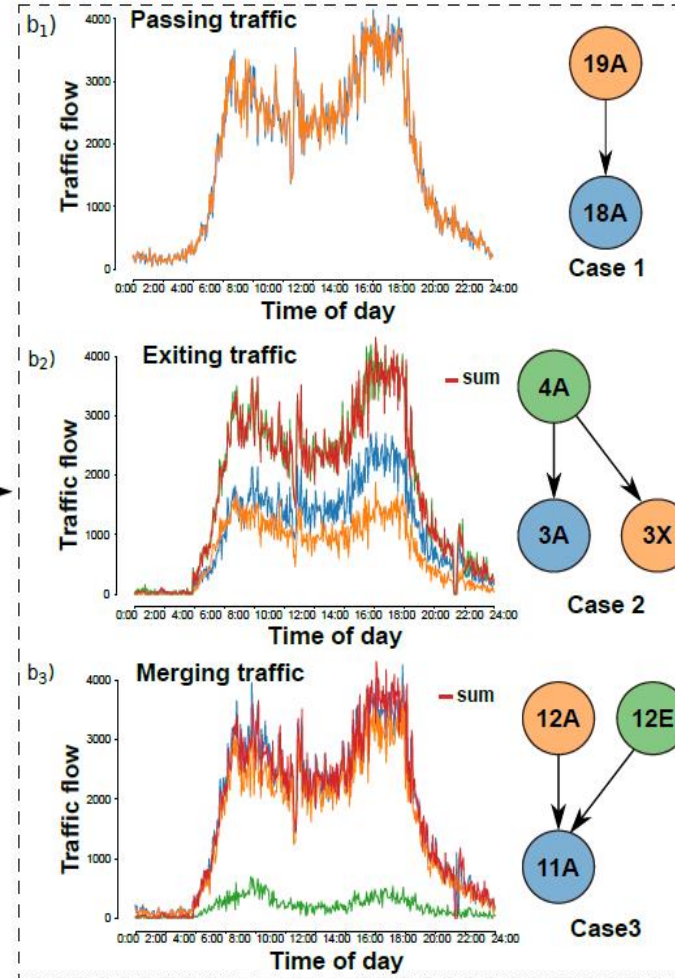 b₁)
Passing traffic
4000
3000
2000
1000
0
Traffic flow
0:00 2:00 4:00 6:00 8:00 10:00 12:00 14:00 16:00 18:00 20:00 22:00 24:00
Time of day
19A
18A
Case 1
b₂)
Exiting traffic
sum
4000
3000
2000
1000
0
Traffic flow
0:00 2:00 4:00 6:00 8:00 10:00 12:00 14:00 16:00 18:00 20:00 22:00 24:00
Time of day
4A
3A 3X
Case 2
b₃)
Merging traffic
sum
4000
3000
2000
1000
0
Traffic flow
0:00 2:00 4:00 6:00 8:00 10:00 12:00 14:00 16:00 18:00 20:00 22:00 24:00
Time of day
12A 12E
11A
Case3